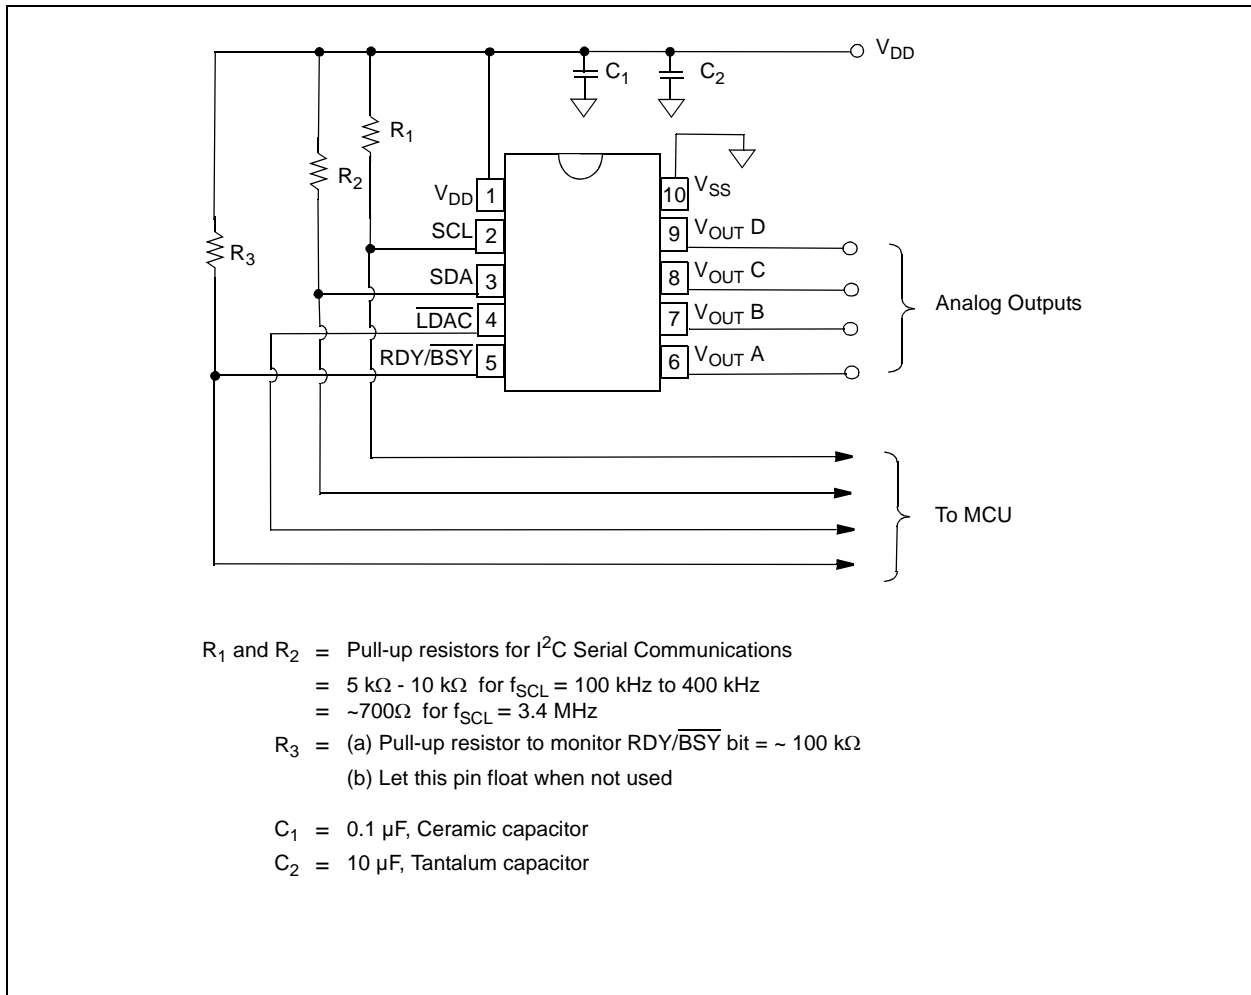 V_DD
C_1
C_2
R_1
R_2
R_3
V_DD 1
SCL 2
SDA 3
L̅D̅A̅C̅ 4
RDY/B̅S̅Y̅ 5
10 V_SS
9 V_OUT D
8 V_OUT C
7 V_OUT B
6 V_OUT A
Analog Outputs
To MCU
R_1 and R_2 = Pull-up resistors for I²C Serial Communications
= 5 kΩ - 10 kΩ for f_SCL = 100 kHz to 400 kHz
= ~700Ω for f_SCL = 3.4 MHz
R_3 = (a) Pull-up resistor to monitor RDY/B̅S̅Y̅ bit = ~ 100 kΩ
(b) Let this pin float when not used
C_1 = 0.1 µF, Ceramic capacitor
C_2 = 10 µF, Tantalum capacitor